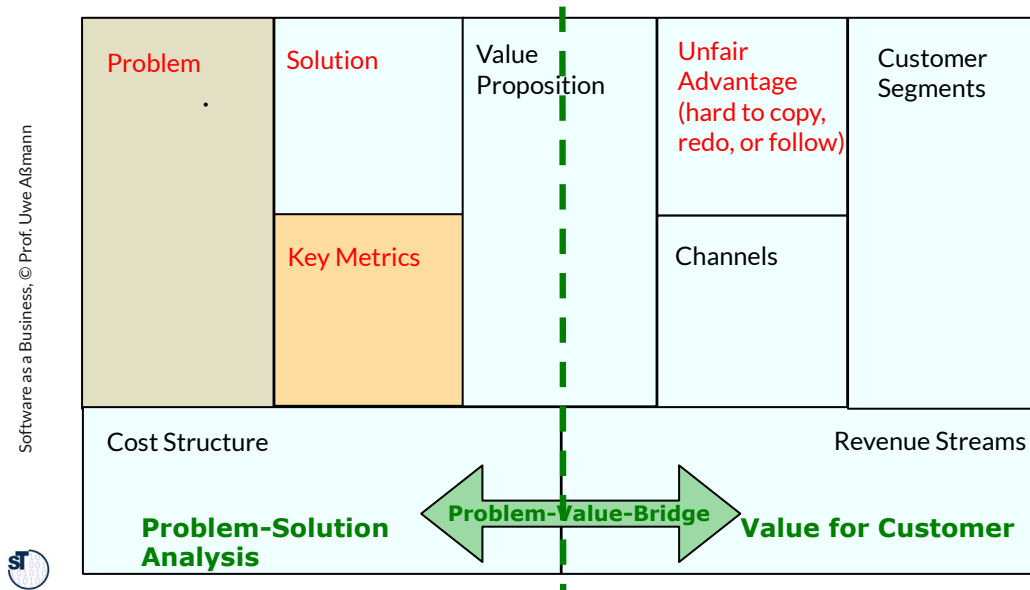 Problem
Solution
Value
Proposition
Unfair
Advantage
(hard to copy,
redo, or follow)
Customer
Segments
Key Metrics
Channels
Cost Structure
Revenue Streams
Problem-Value-Bridge
Problem-Solution
Analysis
Value for Customer
Software as a Business, © Prof. Uwe Aßmann
sT